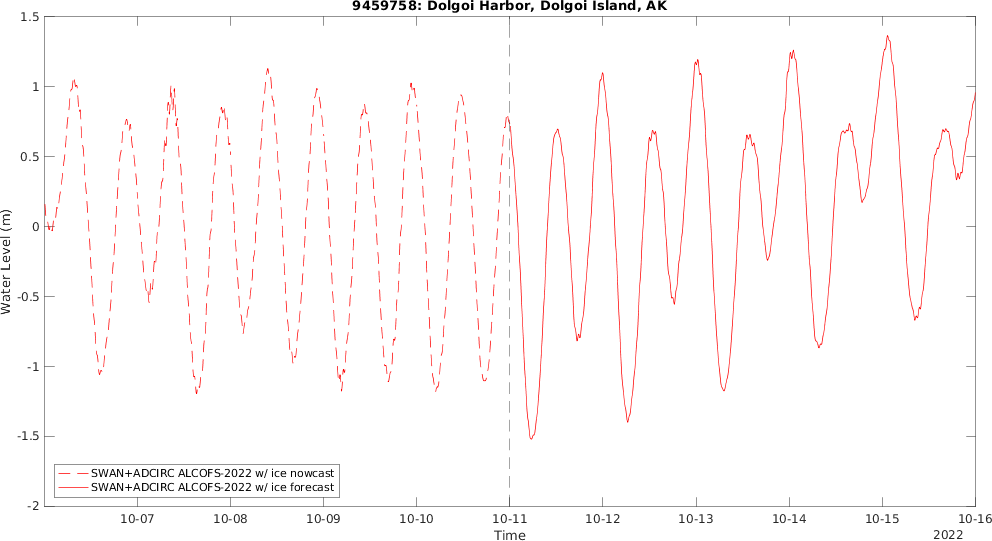 9459758: Dolgoi Harbor, Dolgoi Island, AK
1.5
1
0.5
0
-0.5
-1
-1.5
-2
Water Level (m)
SWAN+ADCIRC ALCOFS-2022 w/ ice nowcast
SWAN+ADCIRC ALCOFS-2022 w/ ice forecast
10-07 10-08 10-09 10-10 10-11 10-12 10-13 10-14 10-15 10-16
Time
2022